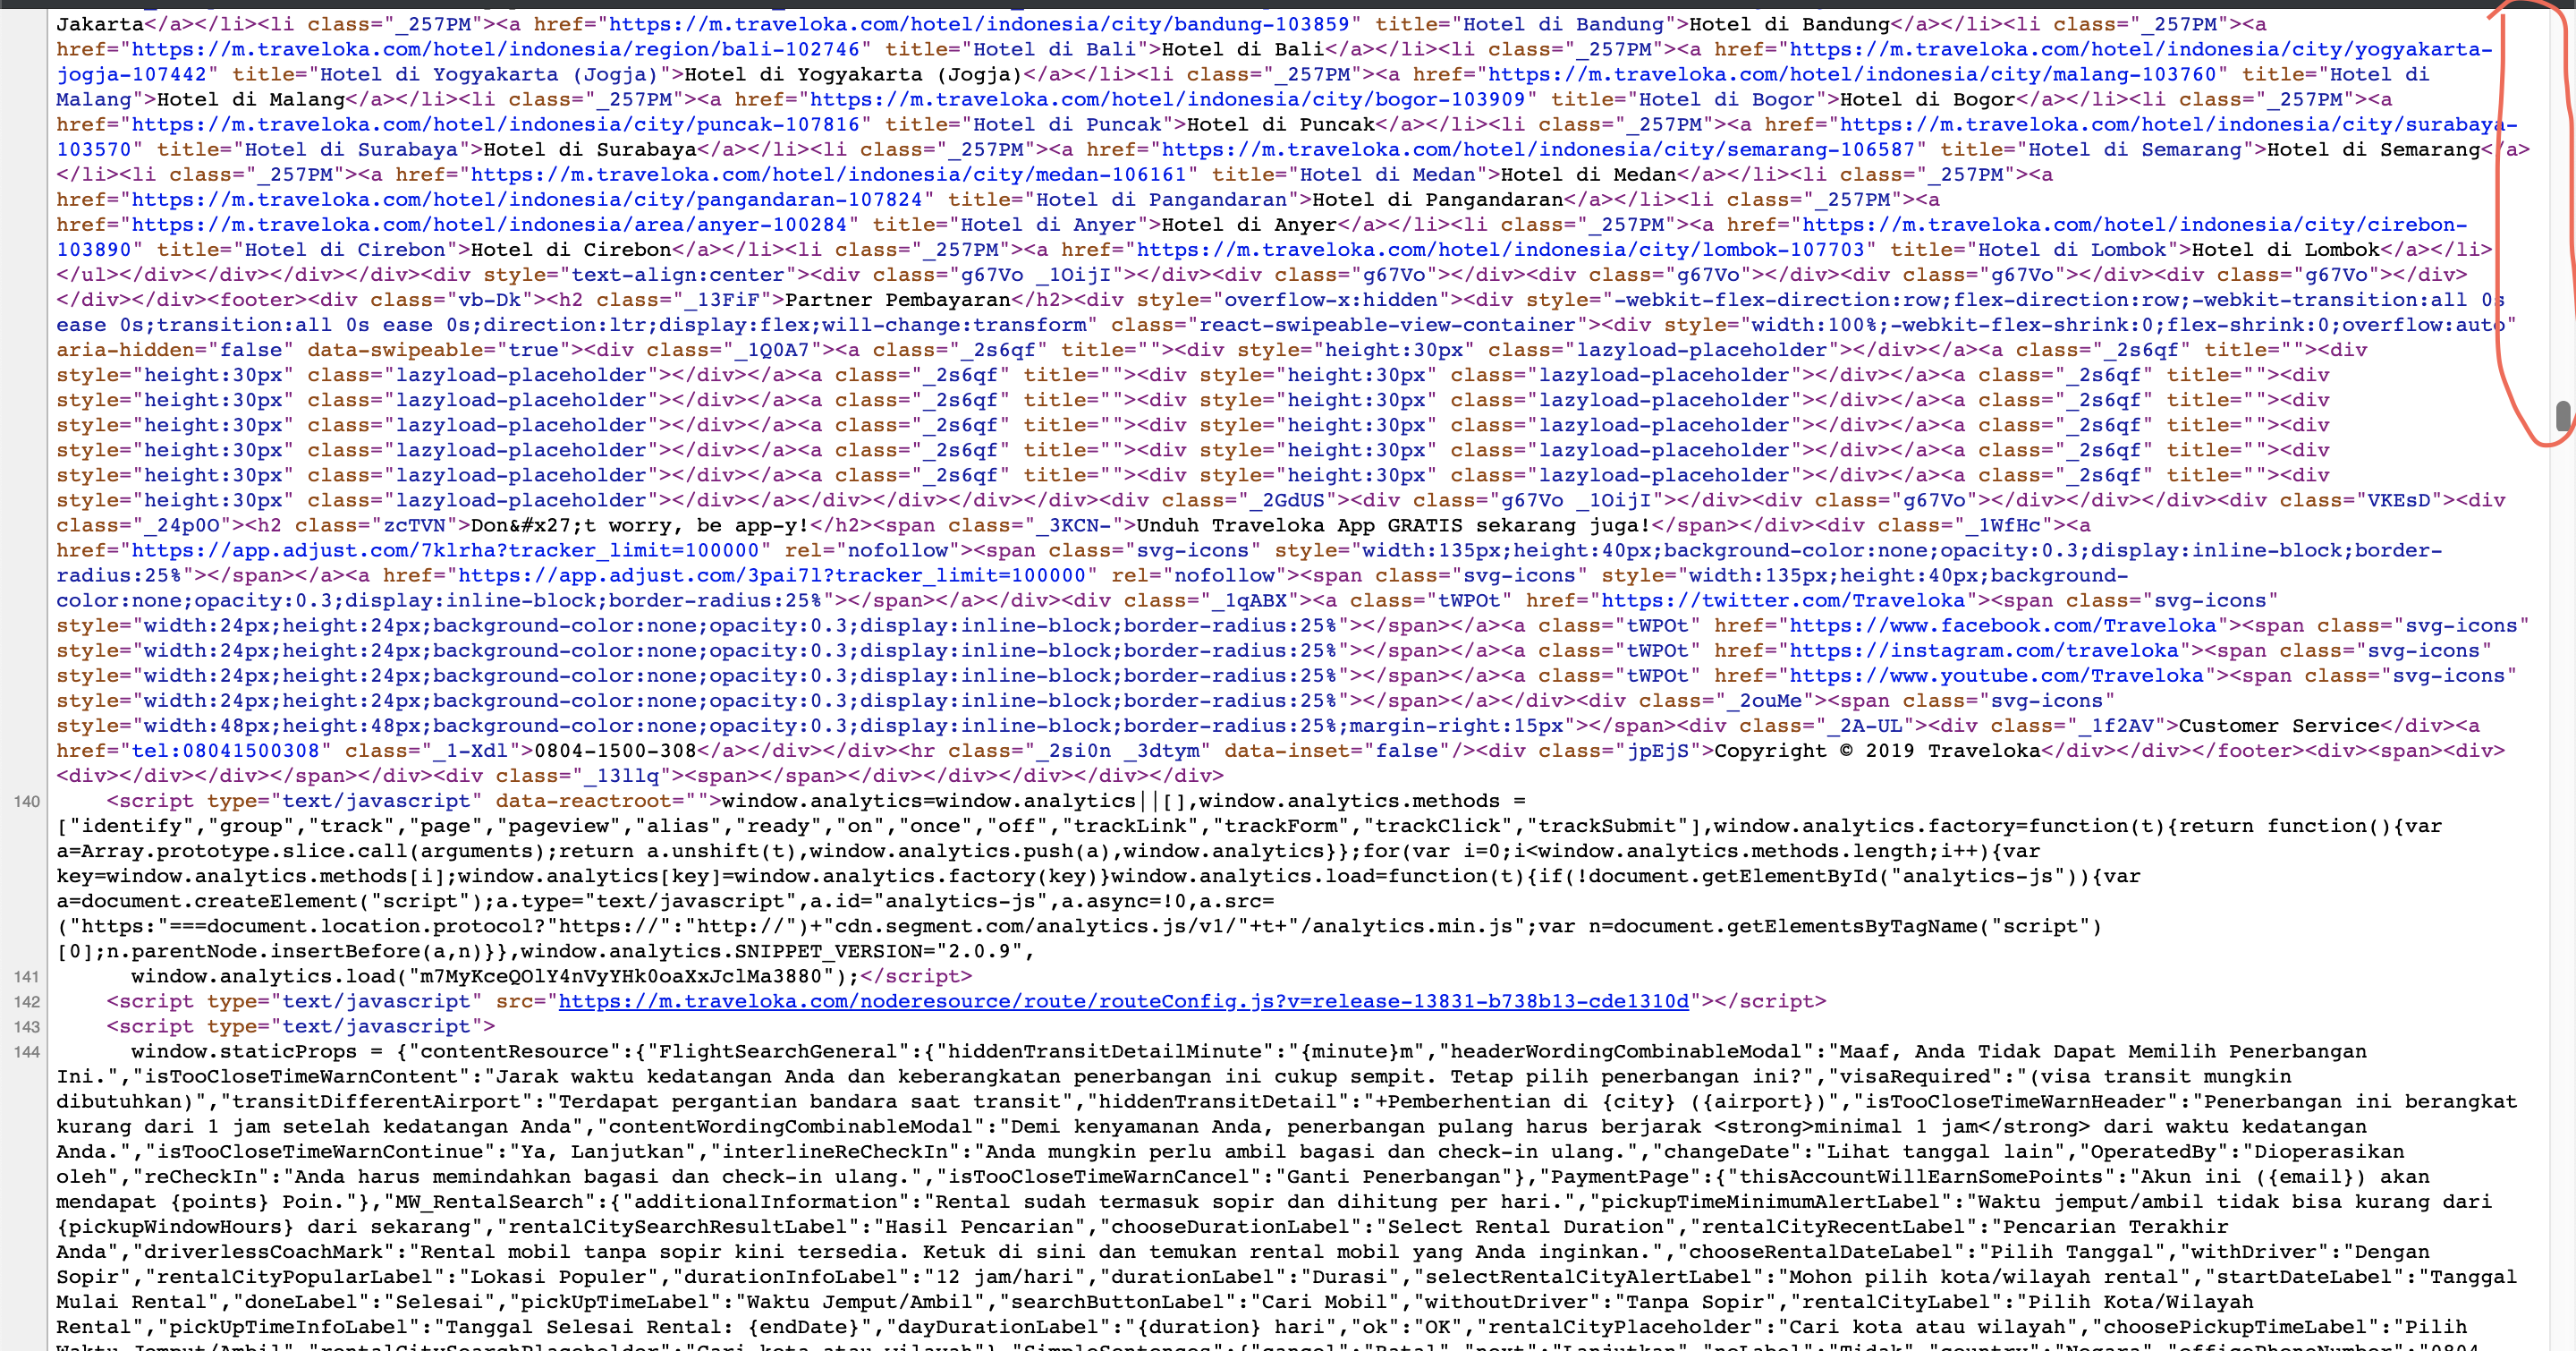 Jakarta</a></li><li class="_257PM"><a href="https://m.traveloka.com/hotel/indonesia/city/bandung-103859" title="Hotel di Bandung">Hotel di Bandung</a></li><li class="_257PM"><a
href="https://m.traveloka.com/hotel/indonesia/region/bali-102746" title="Hotel di Bali">Hotel di Bali</a></li><li class="_257PM"><a href="https://m.traveloka.com/hotel/indonesia/city/yogyakarta-
jogja-107442" title="Hotel di Yogyakarta (Jogja)">Hotel di Yogyakarta (Jogja)</a></li><li class="_257PM"><a href="https://m.traveloka.com/hotel/indonesia/city/malang-103760" title="Hotel di
Malang">Hotel di Malang</a></li><li class="_257PM"><a href="https://m.traveloka.com/hotel/indonesia/city/bogor-103909" title="Hotel di Bogor">Hotel di Bogor</a></li><li class="_257PM"><a
href="https://m.traveloka.com/hotel/indonesia/city/puncak-107816" title="Hotel di Puncak">Hotel di Puncak</a></li><li class="_257PM"><a href="https://m.traveloka.com/hotel/indonesia/city/surabaya-
103570" title="Hotel di Surabaya">Hotel di Surabaya</a></li><li class="_257PM"><a href="https://m.traveloka.com/hotel/indonesia/city/semarang-106587" title="Hotel di Semarang">Hotel di Semarang</a>
</li><li class="_257PM"><a href="https://m.traveloka.com/hotel/indonesia/city/medan-106161" title="Hotel di Medan">Hotel di Medan</a></li><li class="_257PM"><a
href="https://m.traveloka.com/hotel/indonesia/city/pangandaran-107824" title="Hotel di Pangandaran">Hotel di Pangandaran</a></li><li class="_257PM"><a
href="https://m.traveloka.com/hotel/indonesia/area/anyer-100284" title="Hotel di Anyer">Hotel di Anyer</a></li><li class="_257PM"><a href="https://m.traveloka.com/hotel/indonesia/city/cirebon-
103890" title="Hotel di Cirebon">Hotel di Cirebon</a></li><li class="_257PM"><a href="https://m.traveloka.com/hotel/indonesia/city/lombok-107703" title="Hotel di Lombok">Hotel di Lombok</a></li>
</ul></div></div></div></div></div><div style="text-align:center"><div class="g67Vo _1OijI"></div><div class="g67Vo"></div><div class="g67Vo"></div><div class="g67Vo"></div><div class="g67Vo"></div>
</div></div><footer><div class="vb-Dk"><h2 class="_13FiF">Partner Pembayaran</h2><div style="overflow-x:hidden"><div style="-webkit-flex-direction:row;flex-direction:row;-webkit-transition:all 0s
ease 0s;transition:all 0s ease 0s;direction:ltr;display:flex;will-change:transform" class="react-swipeable-view-container"><div style="width:100%;-webkit-flex-shrink:0;flex-shrink:0;overflow:auto"
aria-hidden="false" data-swipeable="true"><div class="_1Q0A7"><a class="_2s6qf" title=""><div style="height:30px" class="lazyload-placeholder"></div></a><a class="_2s6qf" title=""><div
style="height:30px" class="lazyload-placeholder"></div></a><a class="_2s6qf" title=""><div style="height:30px" class="lazyload-placeholder"></div></a><a class="_2s6qf" title=""><div
style="height:30px" class="lazyload-placeholder"></div></a><a class="_2s6qf" title=""><div style="height:30px" class="lazyload-placeholder"></div></a><a class="_2s6qf" title=""><div
style="height:30px" class="lazyload-placeholder"></div></a><a class="_2s6qf" title=""><div style="height:30px" class="lazyload-placeholder"></div></a><a class="_2s6qf" title=""><div
style="height:30px" class="lazyload-placeholder"></div></a><a class="_2s6qf" title=""><div style="height:30px" class="lazyload-placeholder"></div></a><a class="_2s6qf" title=""><div
style="height:30px" class="lazyload-placeholder"></div></a><a class="_2s6qf" title=""><div style="height:30px" class="lazyload-placeholder"></div></a><a class="_2s6qf" title=""><div
style="height:30px" class="lazyload-placeholder"></div></a></div></div></div></div><div class="_2GdUS"><div class="g67Vo _1OijI"></div><div class="g67Vo"></div></div></div><div class="VKEsD"><div
class="_24p0O"><h2 class="zcTVN">Don&#x27;t worry, be app-y!</h2><span class="_3KCN-">Unduh Traveloka App GRATIS sekarang juga!</span></div><div class="_1WfHc"><a
href="https://app.adjust.com/7klrha?tracker_limit=100000" rel="nofollow"><span class="svg-icons" style="width:135px;height:40px;background-color:none;opacity:0.3;display:inline-block;border-
radius:25%"></span></a><a href="https://app.adjust.com/3pai7l?tracker_limit=100000" rel="nofollow"><span class="svg-icons" style="width:135px;height:40px;background-
color:none;opacity:0.3;display:inline-block;border-radius:25%"></span></a></div><div class="_1qABX"><a class="tWPOt" href="https://twitter.com/Traveloka"><span class="svg-icons"
style="width:24px;height:24px;background-color:none;opacity:0.3;display:inline-block;border-radius:25%"></span></a><a class="tWPOt" href="https://www.facebook.com/Traveloka"><span class="svg-icons"
style="width:24px;height:24px;background-color:none;opacity:0.3;display:inline-block;border-radius:25%"></span></a><a class="tWPOt" href="https://instagram.com/traveloka"><span class="svg-icons"
style="width:24px;height:24px;background-color:none;opacity:0.3;display:inline-block;border-radius:25%"></span></a><a class="tWPOt" href="https://www.youtube.com/Traveloka"><span class="svg-icons"
style="width:24px;height:24px;background-color:none;opacity:0.3;display:inline-block;border-radius:25%"></span></a></div><div class="_2ouMe"><span class="svg-icons"
style="width:48px;height:48px;background-color:none;opacity:0.3;display:inline-block;border-radius:25%;margin-right:15px"></span><div class="_2A-UL"><div class="_1f2AV">Customer Service</div><a
href="tel:08041500308" class="_1-Xdl">0804-1500-308</a></div></div><hr class="_2si0n _3dtym" data-inset="false"/><div class="jpEjS">Copyright © 2019 Traveloka</div></div></footer><div><span><div>
<div></div></div></span></div><div class="_13llq"><span></span></div></div></div></div></div>
140 <script type="text/javascript" data-reactroot="">window.analytics=window.analytics||[],window.analytics.methods =
["identify","group","track","page","pageview","alias","ready","on","once","off","trackLink","trackForm","trackClick","trackSubmit"],window.analytics.factory=function(t){return function(){var
a=Array.prototype.slice.call(arguments);return a.unshift(t),window.analytics.push(a),window.analytics}};for(var i=0;i<window.analytics.methods.length;i++){var
key=window.analytics.methods[i];window.analytics[key]=window.analytics.factory(key)}window.analytics.load=function(t){if(!document.getElementById("analytics-js")){var
a=document.createElement("script");a.type="text/javascript",a.id="analytics-js",a.async=!0,a.src=
("https:"===document.location.protocol?"https://":"http://")+"cdn.segment.com/analytics.js/v1/"+t+"/analytics.min.js";var n=document.getElementsByTagName("script")
[0];n.parentNode.insertBefore(a,n)}},window.analytics.SNIPPET_VERSION="2.0.9",
141 window.analytics.load("m7MyKceQOlY4nVyYHk0oaXxJclMa3880");</script>
142 <script type="text/javascript" src="https://m.traveloka.com/noderesource/route/routeConfig.js?v=release-13831-b738b13-cde1310d"></script>
143 <script type="text/javascript">
144 window.staticProps = {"contentResource":{"FlightSearchGeneral":{"hiddenTransitDetailMinute":"{minute}m","headerWordingCombinableModal":"Maaf, Anda Tidak Dapat Memilih Penerbangan
Ini.","isTooCloseTimeWarnContent":"Jarak waktu kedatangan Anda dan keberangkatan penerbangan ini cukup sempit. Tetap pilih penerbangan ini?","visaRequired":"(visa transit mungkin
dibutuhkan)","transitDifferentAirport":"Terdapat pergantian bandara saat transit","hiddenTransitDetail":"+Pemberhentian di {city} ({airport})","isTooCloseTimeWarnHeader":"Penerbangan ini berangkat
kurang dari 1 jam setelah kedatangan Anda","contentWordingCombinableModal":"Demi kenyamanan Anda, penerbangan pulang harus berjarak <strong>minimal 1 jam</strong> dari waktu kedatangan
Anda.","isTooCloseTimeWarnContinue":"Ya, Lanjutkan","interlineReCheckIn":"Anda mungkin perlu ambil bagasi dan check-in ulang.","changeDate":"Lihat tanggal lain","OperatedBy":"Dioperasikan
oleh","reCheckIn":"Anda harus memindahkan bagasi dan check-in ulang.","isTooCloseTimeWarnCancel":"Ganti Penerbangan"},"PaymentPage":{"thisAccountWillEarnSomePoints":"Akun ini ({email}) akan
mendapat {points} Poin."},"MW_RentalSearch":{"additionalInformation":"Rental sudah termasuk sopir dan dihitung per hari.","pickupTimeMinimumAlertLabel":"Waktu jemput/ambil tidak bisa kurang dari
{pickupWindowHours} dari sekarang","rentalCitySearchResultLabel":"Hasil Pencarian","chooseDurationLabel":"Select Rental Duration","rentalCityRecentLabel":"Pencarian Terakhir
Anda","driverlessCoachMark":"Rental mobil tanpa sopir kini tersedia. Ketuk di sini dan temukan rental mobil yang Anda inginkan.","chooseRentalDateLabel":"Pilih Tanggal","withDriver":"Dengan
Sopir","rentalCityPopularLabel":"Lokasi Populer","durationInfoLabel":"12 jam/hari","durationLabel":"Durasi","selectRentalCityAlertLabel":"Mohon pilih kota/wilayah rental","startDateLabel":"Tanggal
Mulai Rental","doneLabel":"Selesai","pickUpTimeLabel":"Waktu Jemput/Ambil","searchButtonLabel":"Cari Mobil","withoutDriver":"Tanpa Sopir","rentalCityLabel":"Pilih Kota/Wilayah
Rental","pickUpTimeInfoLabel":"Tanggal Selesai Rental: {endDate}","dayDurationLabel":"{duration} hari","ok":"OK","rentalCityPlaceholder":"Cari kota atau wilayah","choosePickupTimeLabel":"Pilih